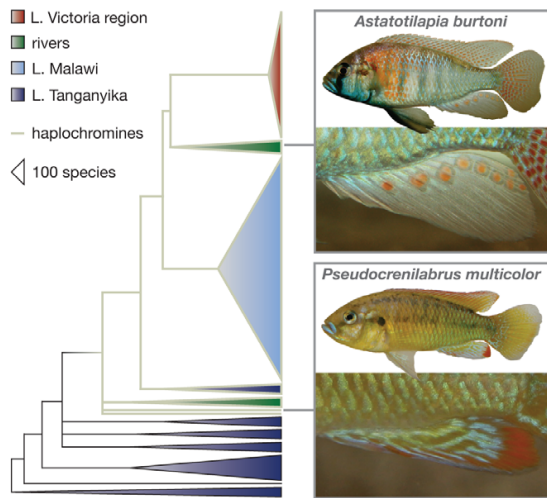 L. Victoria region
rivers
L. Malawi
L. Tanganyika
haplochromines
100 species
Astatotilapia burtoni
Pseudocrenilabrus multicolor